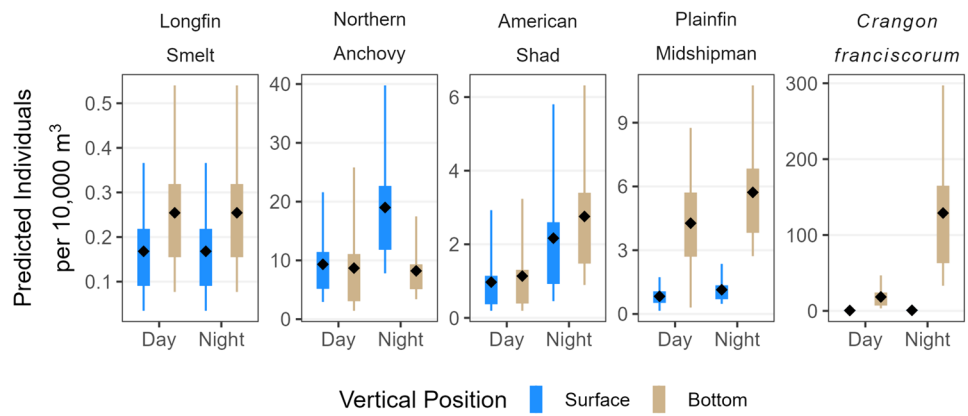 Longfin
Smelt
Northern
Anchovy
American
Shad
Plainfin
Midshipman
Crangon
franciscorum
Predicted Individuals
per 10,000 m³
0.5
0.4
0.3
0.2
0.1
40
30
20
10
0
6
4
2
0
9
6
3
0
300
200
100
0
Day Night
Day Night
Day Night
Day Night
Day Night
Vertical Position Surface Bottom